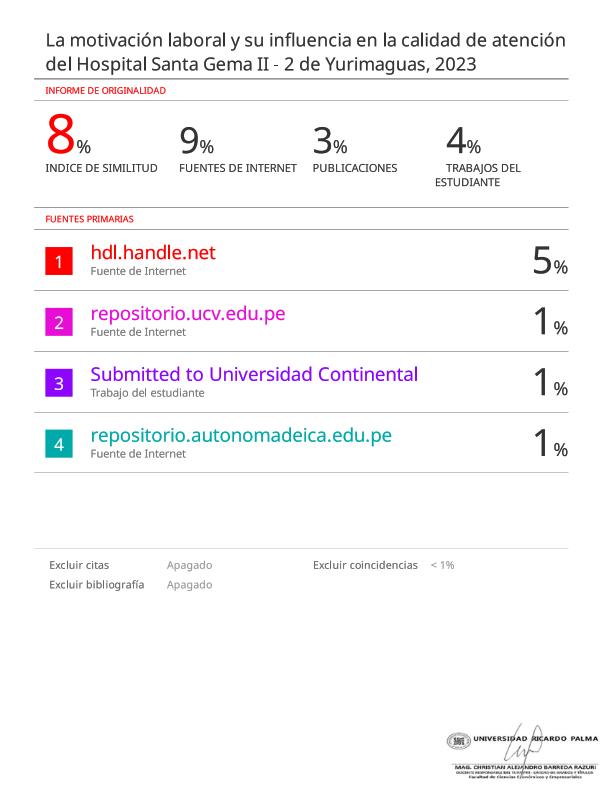 La motivación laboral y su influencia en la calidad de atención
del Hospital Santa Gema II - 2 de Yurimaguas, 2023
INFORME DE ORIGINALIDAD
8% 9% 3% 4%
INDICE DE SIMILITUD FUENTES DE INTERNET PUBLICACIONES TRABAJOS DEL
ESTUDIANTE
FUENTES PRIMARIAS
1 hdl.handle.net 5%
Fuente de Internet
2 repositorio.ucv.edu.pe 1%
Fuente de Internet
3 Submitted to Universidad Continental 1%
Trabajo del estudiante
4 repositorio.autonomadeica.edu.pe 1%
Fuente de Internet
Excluir citas Apagado Excluir coincidencias < 1%
Excluir bibliografía Apagado
UNIVERSIDAD RICARDO PALMA
MAG. CHRISTIAN ALEJANDRO BARREDA RAZURI
Facultad de Ciencias Económicas y Empresariales